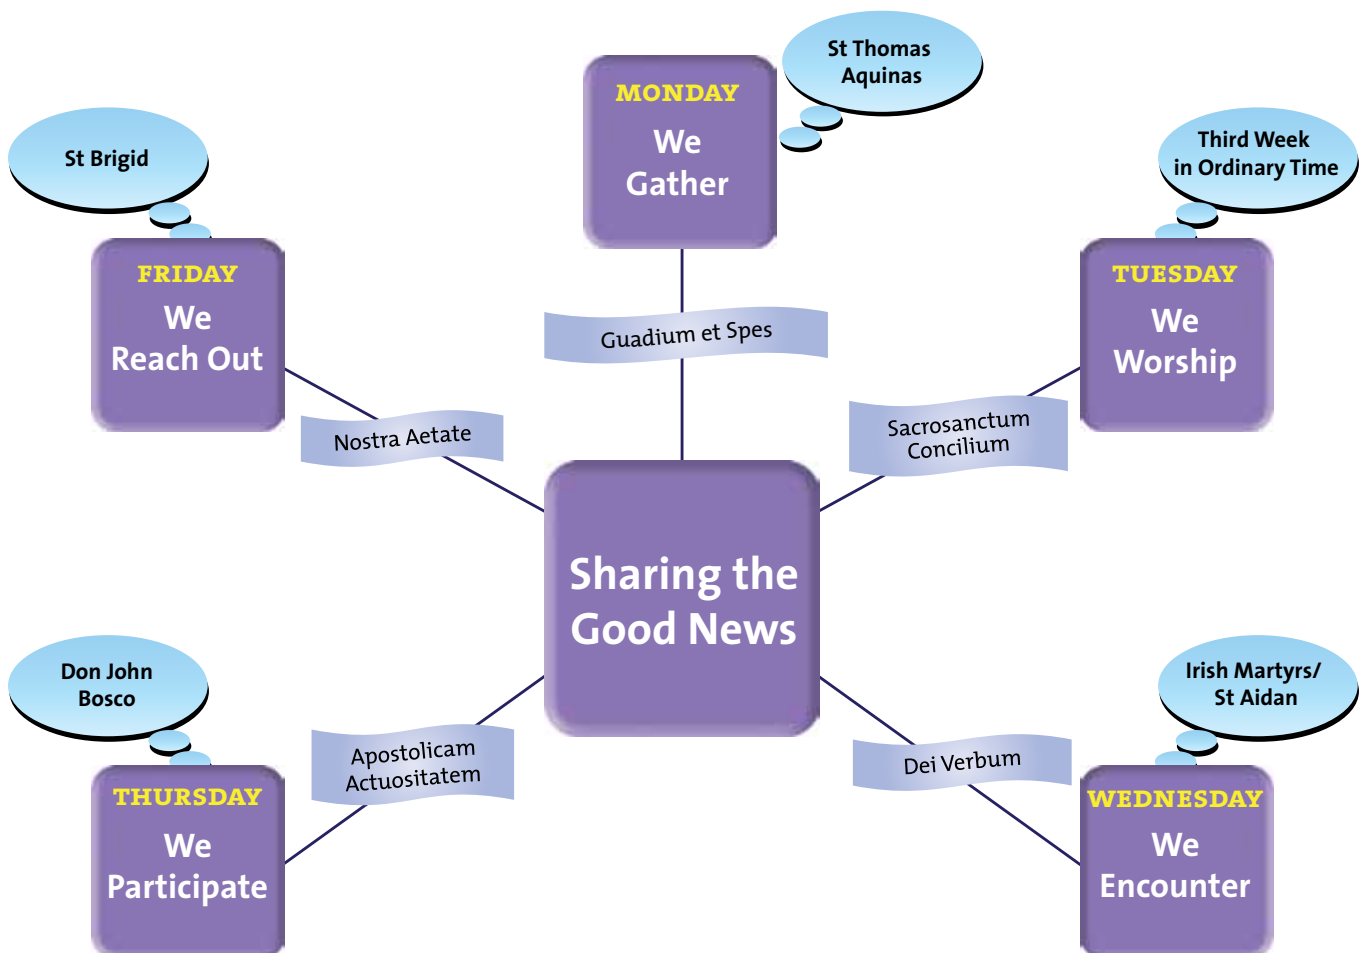 St Thomas
Aquinas
MONDAY
We
Gather
Third Week
in Ordinary Time
TUESDAY
We
Worship
St Brigid
FRIDAY
We
Reach Out
Guadium et Spes
Nostra Aetate
Sacrosanctum
Concilium
Sharing the
Good News
Don John
Bosco
THURSDAY
We
Participate
Apostolicam
Actuositatem
Dei Verbum
Irish Martyrs/
St Aidan
WEDNESDAY
We
Encounter